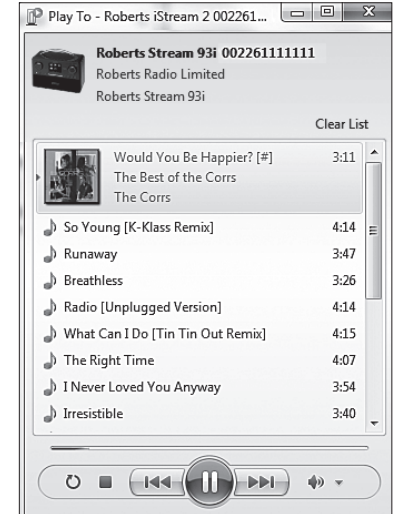 Play To - Roberts iStream 2 002261...
Roberts Stream 93i 002261111111
Roberts Radio Limited
Roberts Stream 93i
Clear List
Would You Be Happier? [#] 3:11
The Best of the Corrs
The Corrs
So Young [K-Klass Remix] 4:14
Runaway 3:47
Breathless 3:26
Radio [Unplugged Version] 4:14
What Can I Do [Tin Tin Out Remix] 4:15
The Right Time 4:07
I Never Loved You Anyway 3:54
Irresistible 3:40